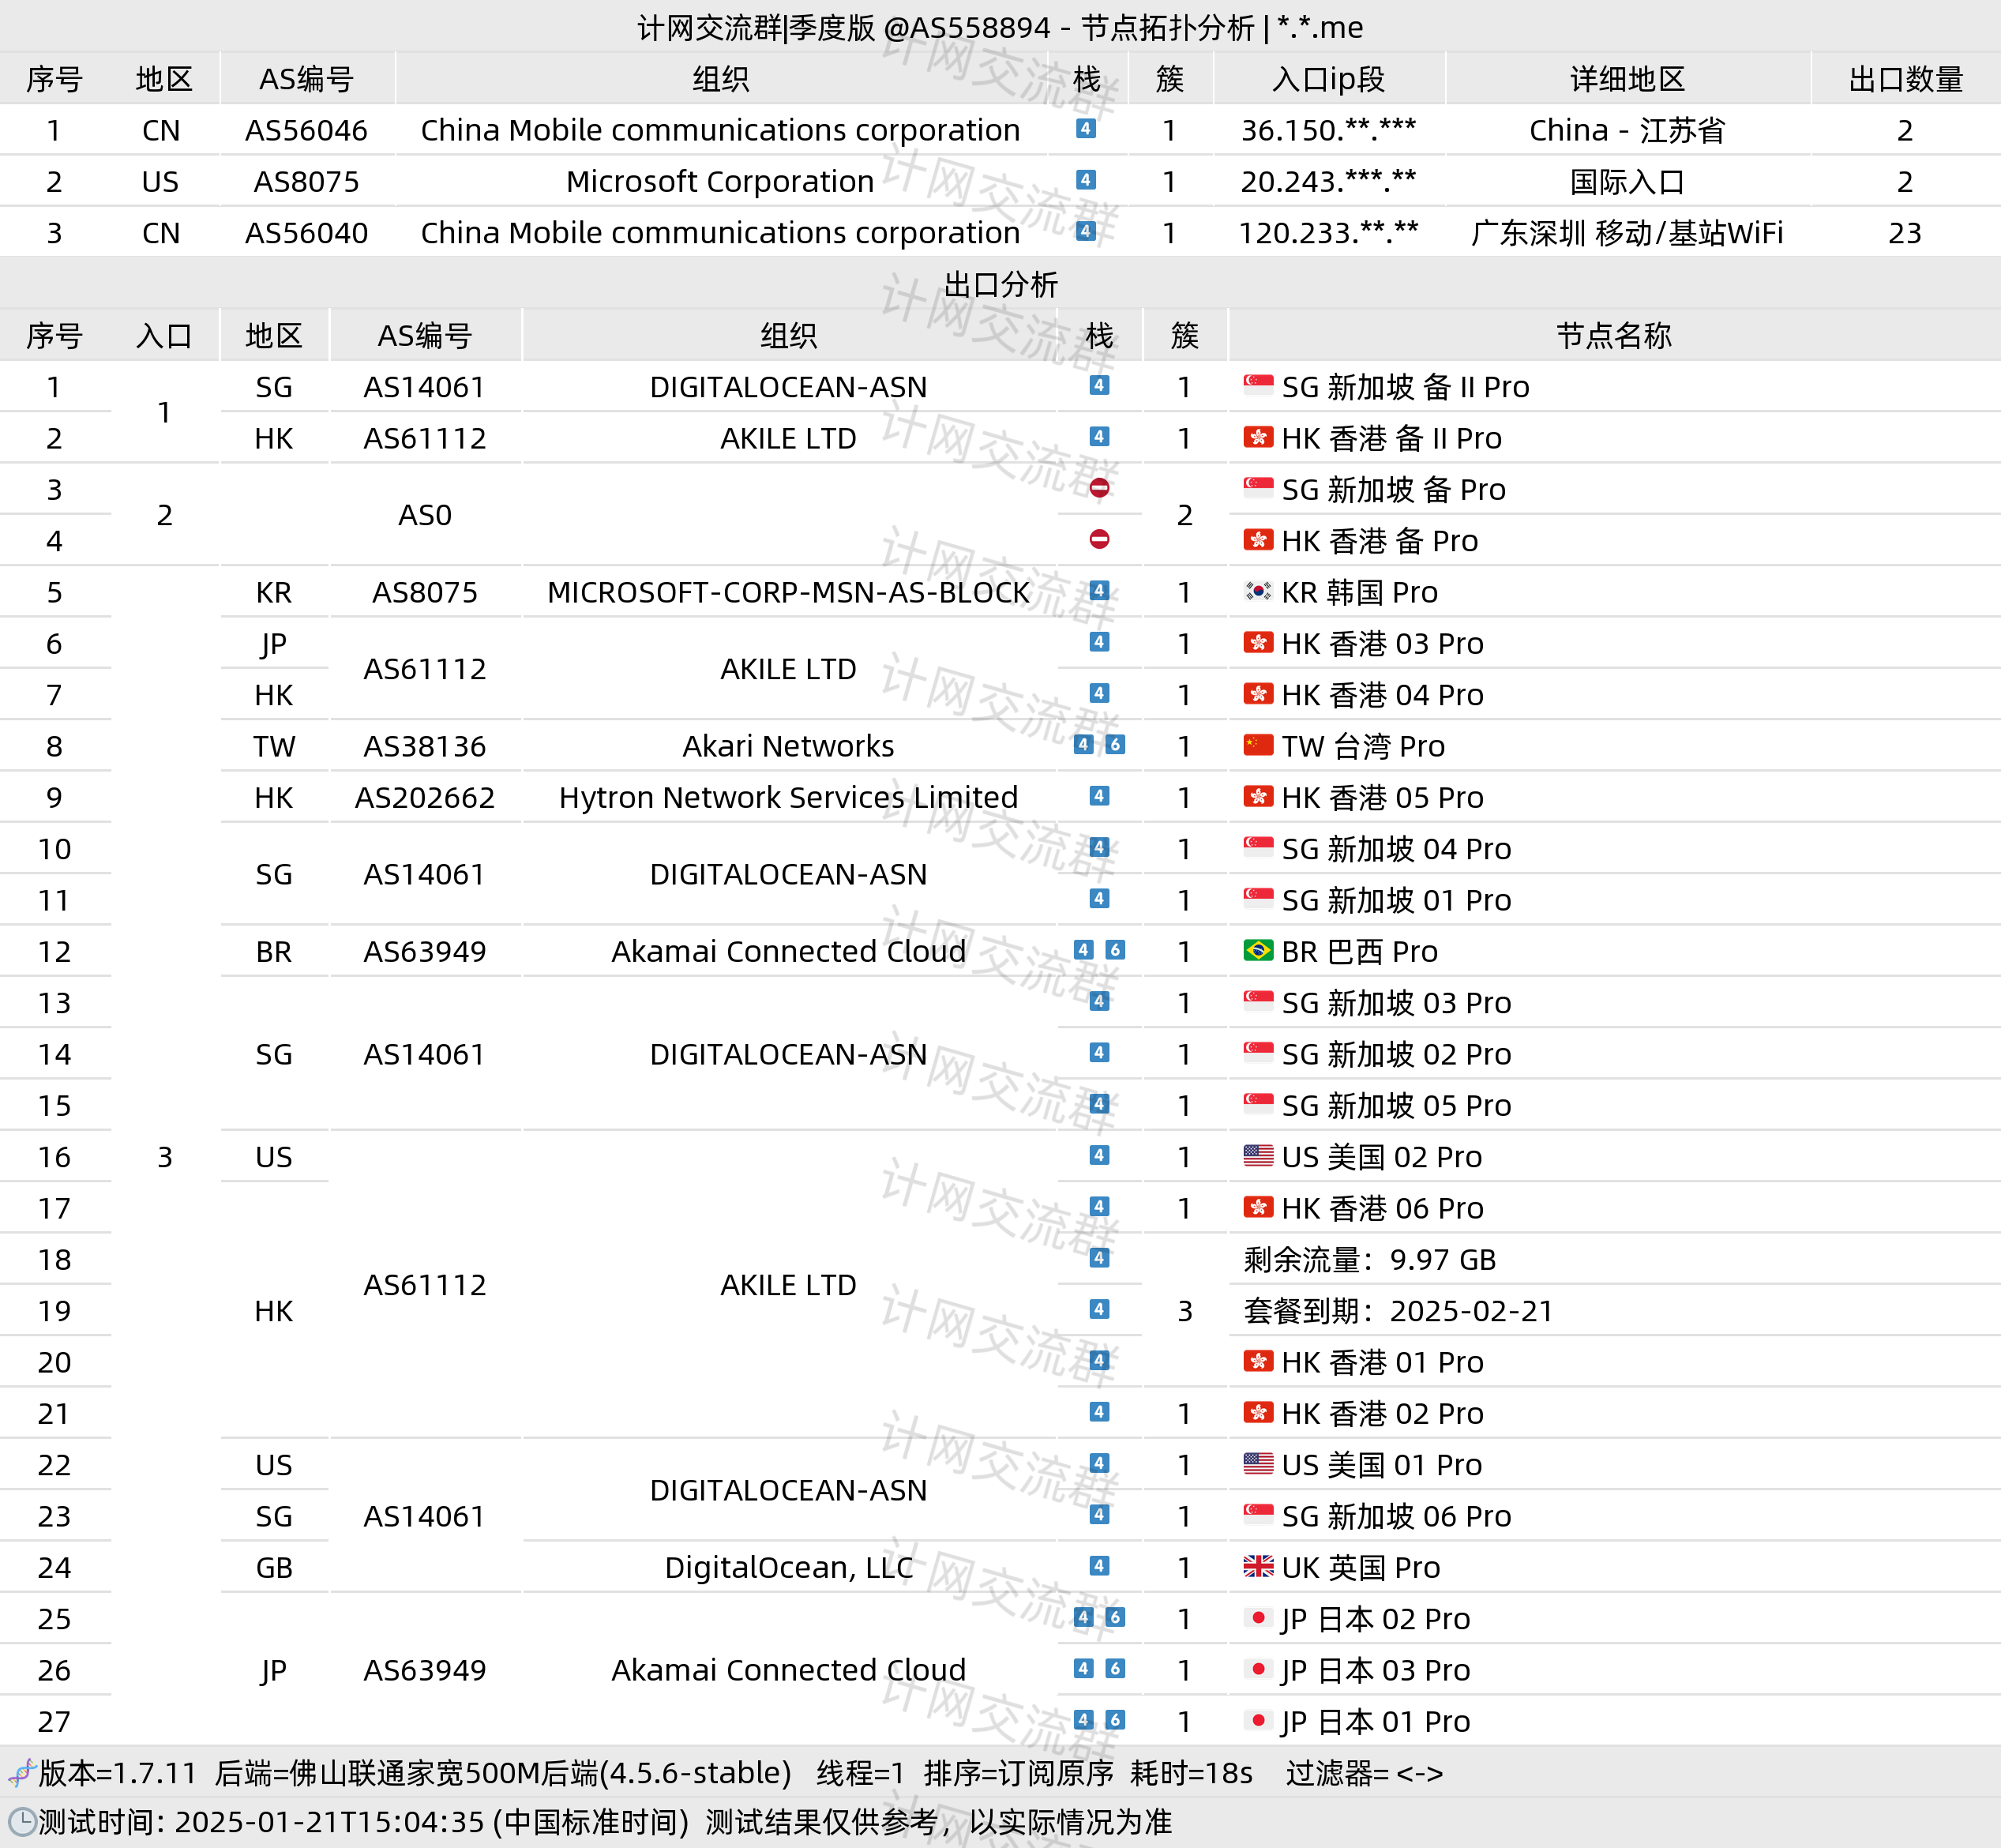 计网交流群|季度版 @AS558894 - 节点拓扑分析 | *.*.me
序号 地区 AS编号 组织 栈 簇 入口ip段 详细地区 出口数量
1 CN AS56046 China Mobile communications corporation 4 1 36.150.**.*** China - 江苏省 2
2 US AS8075 Microsoft Corporation 4 1 20.243.***.** 国际入口 2
3 CN AS56040 China Mobile communications corporation 4 1 120.233.**.** 广东深圳 移动/基站WiFi 23
出口分析
序号 入口 地区 AS编号 组织 栈 簇 节点名称
1 1 SG AS14061 DIGITALOCEAN-ASN 4 1 SG 新加坡 备 II Pro
2 HK AS61112 AKILE LTD 4 1 HK 香港 备 II Pro
3 2 AS0 2 SG 新加坡 备 Pro
4 HK 香港 备 Pro
5 3 KR AS8075 MICROSOFT-CORP-MSN-AS-BLOCK 4 1 KR 韩国 Pro
6 JP AS61112 AKILE LTD 4 1 HK 香港 03 Pro
7 HK 4 1 HK 香港 04 Pro
8 TW AS38136 Akari Networks 4 6 1 TW 台湾 Pro
9 HK AS202662 Hytron Network Services Limited 4 1 HK 香港 05 Pro
10 SG AS14061 DIGITALOCEAN-ASN 4 1 SG 新加坡 04 Pro
11 4 1 SG 新加坡 01 Pro
12 BR AS63949 Akamai Connected Cloud 4 6 1 BR 巴西 Pro
13 SG AS14061 DIGITALOCEAN-ASN 4 1 SG 新加坡 03 Pro
14 4 1 SG 新加坡 02 Pro
15 4 1 SG 新加坡 05 Pro
16 US AS61112 AKILE LTD 4 1 US 美国 02 Pro
17 HK 4 1 HK 香港 06 Pro
18 4 3 剩余流量：9.97 GB
19 4 套餐到期：2025-02-21
20 4 HK 香港 01 Pro
21 4 1 HK 香港 02 Pro
22 US AS14061 DIGITALOCEAN-ASN 4 1 US 美国 01 Pro
23 SG 4 1 SG 新加坡 06 Pro
24 GB DigitalOcean, LLC 4 1 UK 英国 Pro
25 JP AS63949 Akamai Connected Cloud 4 6 1 JP 日本 02 Pro
26 4 6 1 JP 日本 03 Pro
27 4 6 1 JP 日本 01 Pro
版本=1.7.11 后端=佛山联通家宽500M后端(4.5.6-stable) 线程=1 排序=订阅原序 耗时=18s 过滤器= <->
测试时间: 2025-01-21T15:04:35 (中国标准时间) 测试结果仅供参考，以实际情况为准
计网交流群